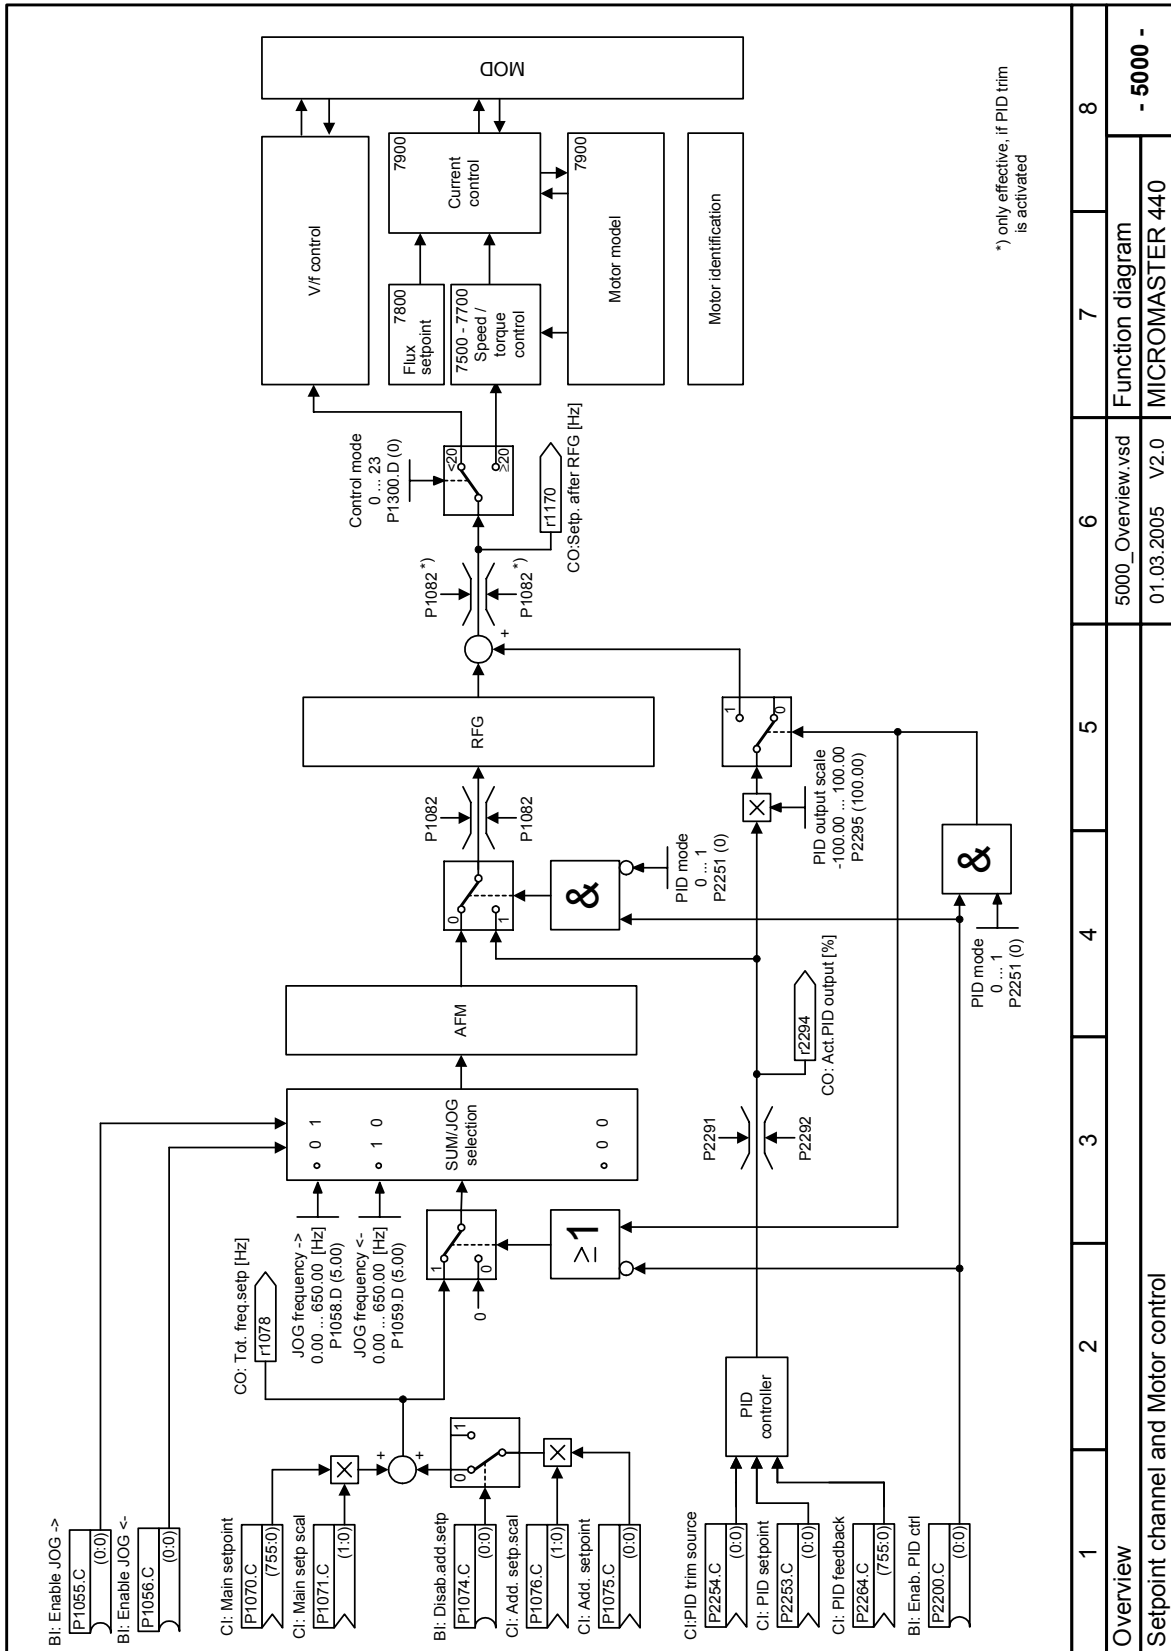 BI: Enable JOG ->
P1055.C
(0:0)
BI: Enable JOG <-
P1056.C
(0:0)
CI: Main setpoint
P1070.C
(755:0)
CI: Main setp scal
P1071.C
(1:0)
BI: Disab.add.setp
P1074.C
(0:0)
CI: Add. setp.scal
P1076.C
(1:0)
CI: Add. setpoint
P1075.C
(0:0)
CI:PID trim source
P2254.C
(0:0)
CI: PID setpoint
P2253.C
(0:0)
CI: PID feedback
P2264.C
(755:0)
BI: Enab. PID ctrl
P2200.C
(0:0)
+
+
0
1
PID
controller
CO: Tot. freq.setp [Hz]
r1078
JOG frequency ->
0.00 ... 650.00 [Hz]
P1058.D (5.00)
JOG frequency <-
0.00 ... 650.00 [Hz]
P1059.D (5.00)
1
0
0
≥1
0 1
1 0
SUM/JOG
selection
0 0
P2291
P2292
AFM
r2294
CO: Act.PID output [%]
0
1
&
PID mode
0 ... 1
P2251 (0)
PID mode
0 ... 1
P2251 (0)
&
P1082
P1082
RFG
PID output scale
-100.00 ... 100.00
P2295 (100.00)
1
0
+
P1082 *)
P1082 *)
Control mode
0 ... 23
P1300.D (0)
<20
≥20
r1170
CO:Setp. after RFG [Hz]
V/f control
7800
Flux
setpoint
7500 - 7700
Speed /
torque
control
7900
Current
control
7900
Motor model
Motor identification
MOD
*) only effective, if PID trim
is activated
1
2
3
4
5
6
7
8
Overview
5000_Overview.vsd
Function diagram
- 5000 -
Setpoint channel and Motor control
01.03.2005 V2.0
MICROMASTER 440